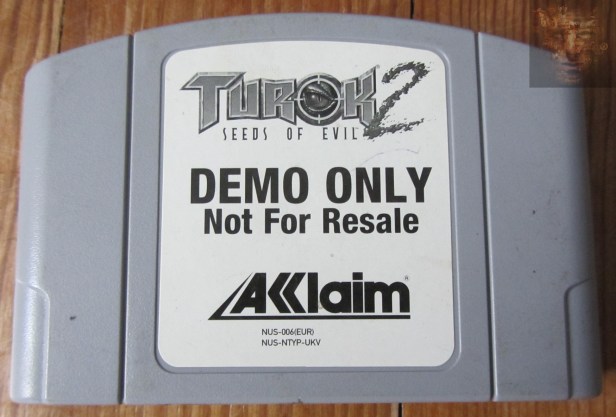 TUROK 2
SEEDS OF EVIL
DEMO ONLY
Not For Resale
AKKlaim®
NUS-006(EUR)
NUS-NTYP-UKV